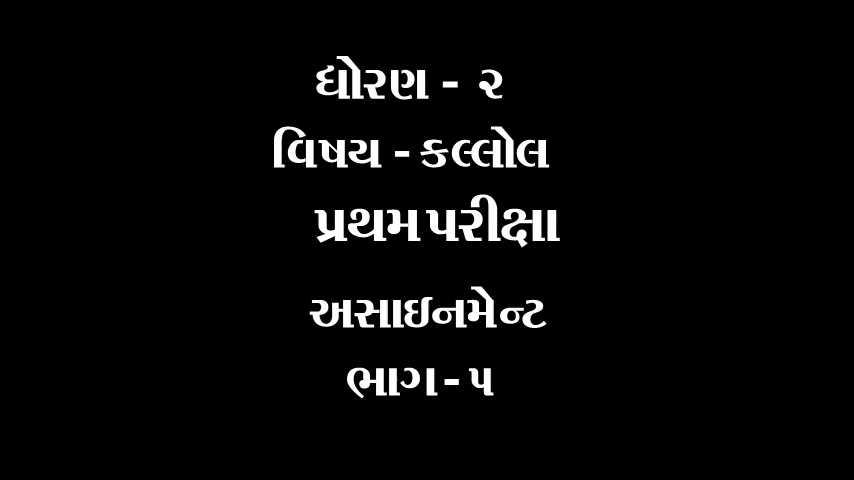 ધોરણ - ૨
વિષય - કલ્લોલ
પ્રથમ પરીક્ષા
અસાઇનમેન્ટ
ભાગ - ૫